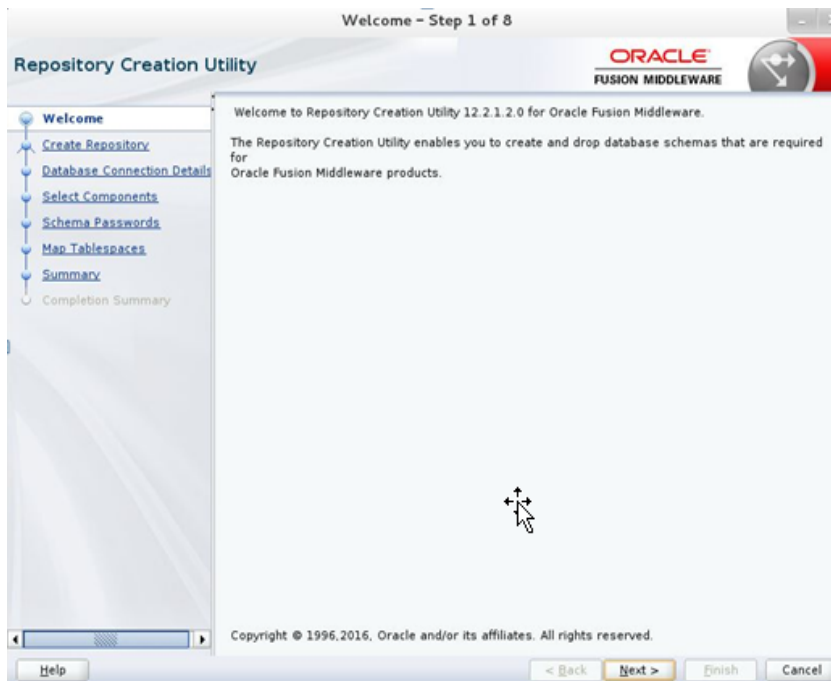 Welcome – Step 1 of 8
Repository Creation Utility
ORACLE
FUSION MIDDLEWARE
Welcome
Create Repository
Database Connection Details
Select Components
Schema Passwords
Map Tablespaces
Summary
Completion Summary
Welcome to Repository Creation Utility 12.2.1.2.0 for Oracle Fusion Middleware.
The Repository Creation Utility enables you to create and drop database schemas that are required
for
Oracle Fusion Middleware products.
Copyright © 1996,2016, Oracle and/or its affiliates. All rights reserved.
Help
< Back
Next >
Finish
Cancel